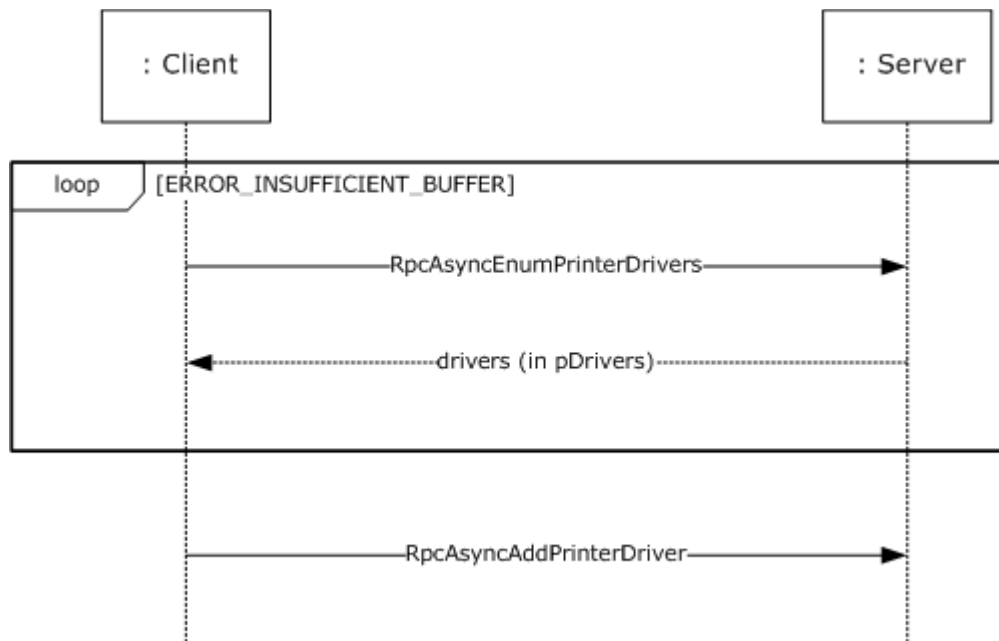 : Client
: Server
loop
[ERROR_INSUFFICIENT_BUFFER]
RpcAsyncEnumPrinterDrivers
drivers (in pDrivers)
RpcAsyncAddPrinterDriver